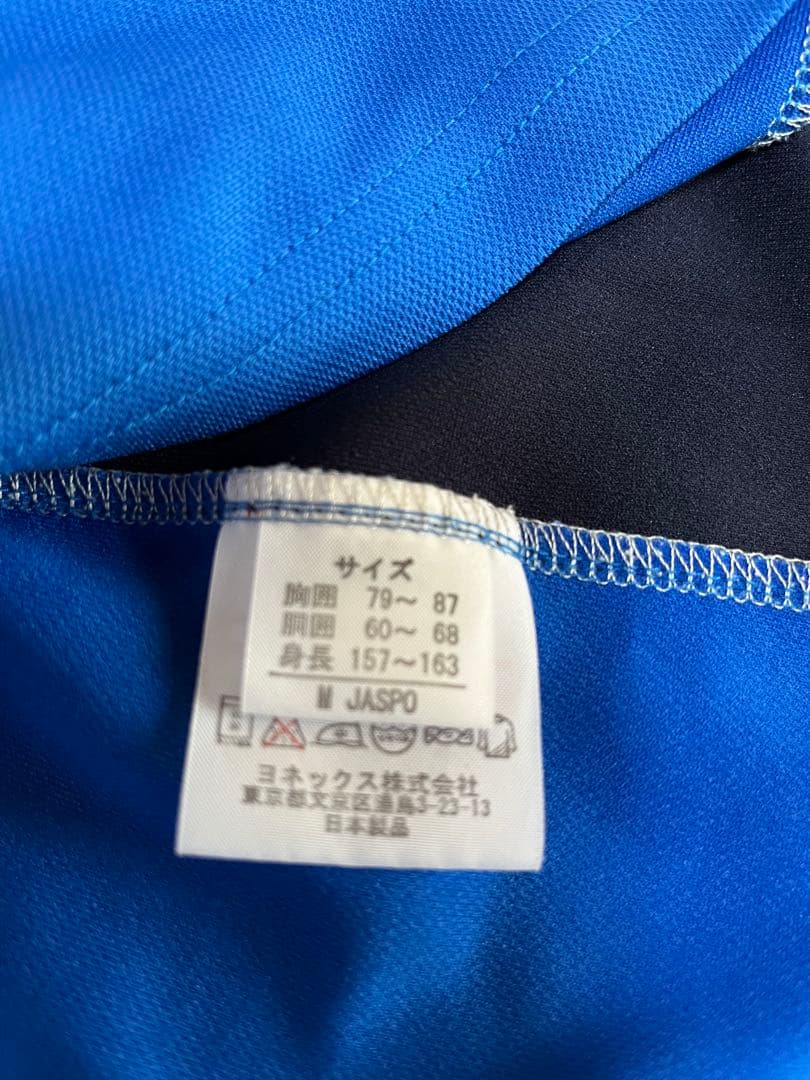 サイズ
胸囲 79〜 87
胴囲 60〜 68
身長 157〜163
M JASPO
ヨネックス株式会社
東京都文京区湯島3-23-13
日本製品